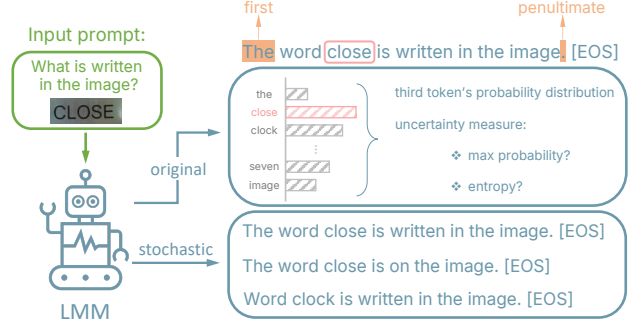 first
penultimate
Input prompt:
The word close is written in the image. [EOS]
What is written
in the image?
CLOSE
the
close
clock
⋮
seven
image
third token's probability distribution
uncertainty measure:
❖ max probability?
❖ entropy?
original
stochastic
The word close is written in the image. [EOS]
The word close is on the image. [EOS]
Word clock is written in the image. [EOS]
LMM